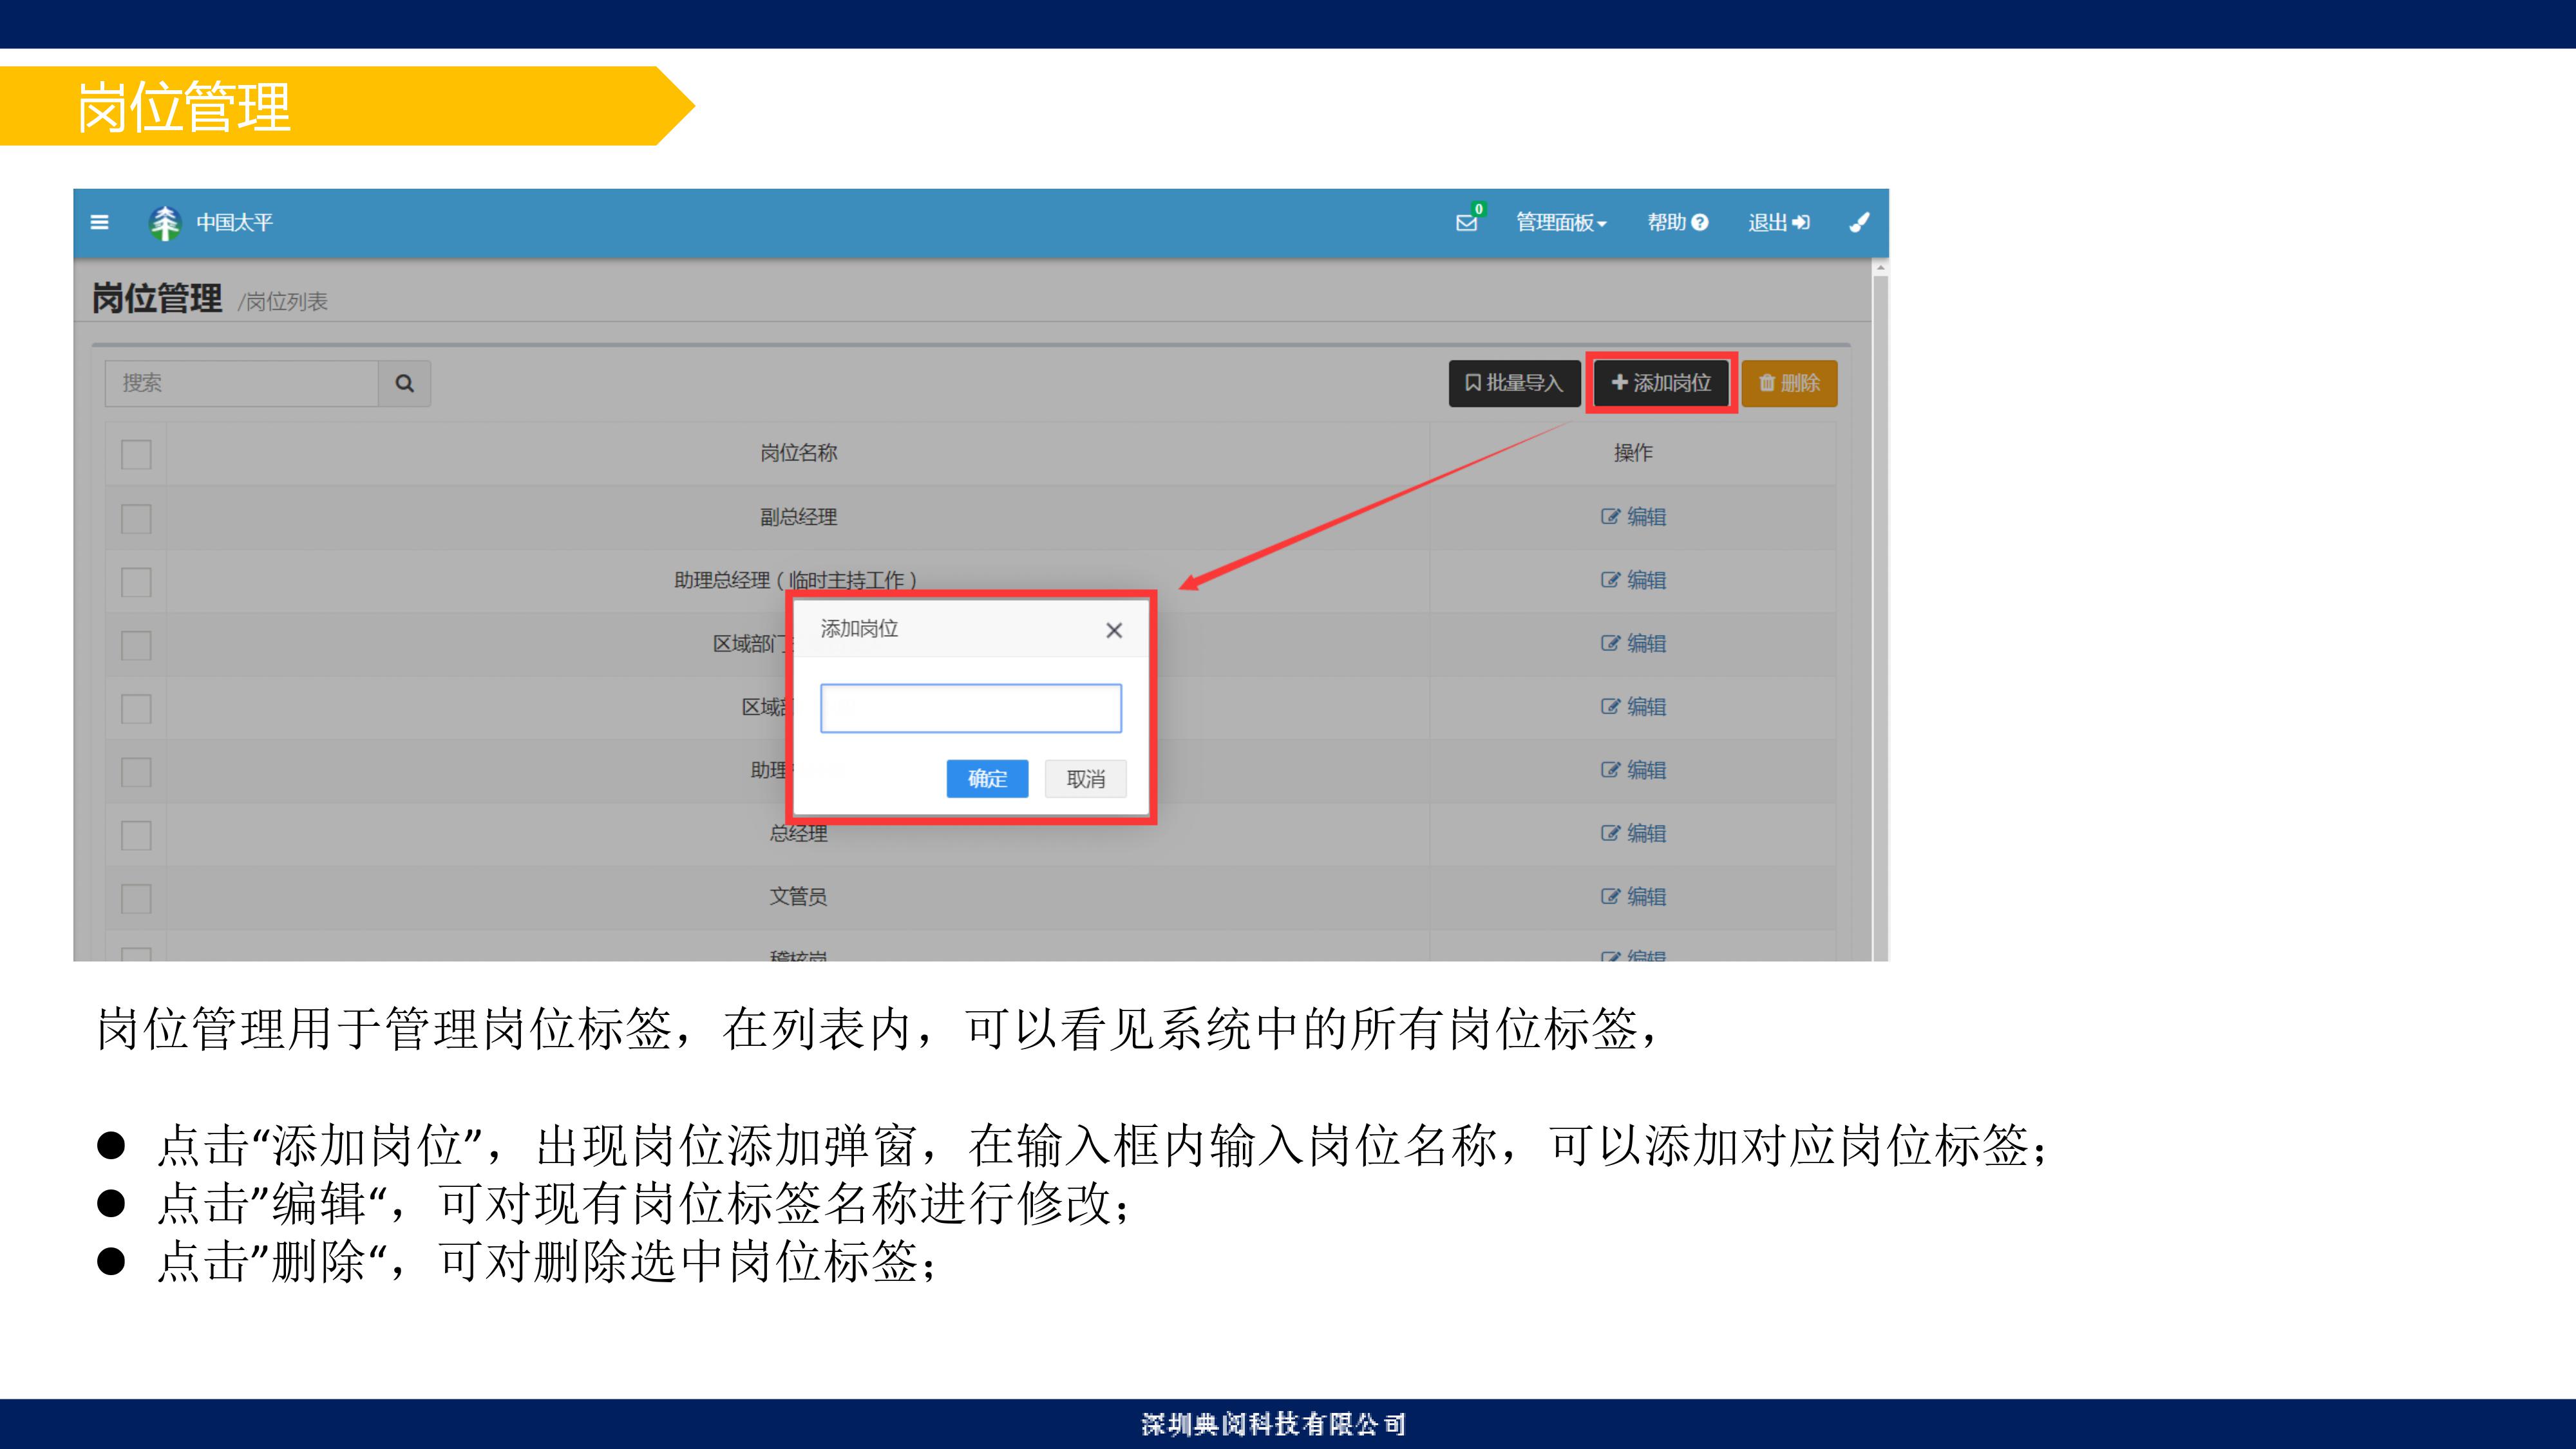 岗位管理
中国太平
0
管理面板
帮助
退出
岗位管理 /岗位列表
搜索
批量导入
添加岗位
删除
岗位名称 操作
副总经理 编辑
助理总经理（临时主持工作） 编辑
区域部门 编辑
区域 编辑
助理 编辑
总经理 编辑
文管员 编辑
稽核岗 编辑
添加岗位
确定 取消
岗位管理用于管理岗位标签，在列表内，可以看见系统中的所有岗位标签，
● 点击“添加岗位”，出现岗位添加弹窗，在输入框内输入岗位名称，可以添加对应岗位标签；
● 点击”编辑“，可对现有岗位标签名称进行修改；
● 点击”删除“，可对删除选中岗位标签；
深圳典阅科技有限公司